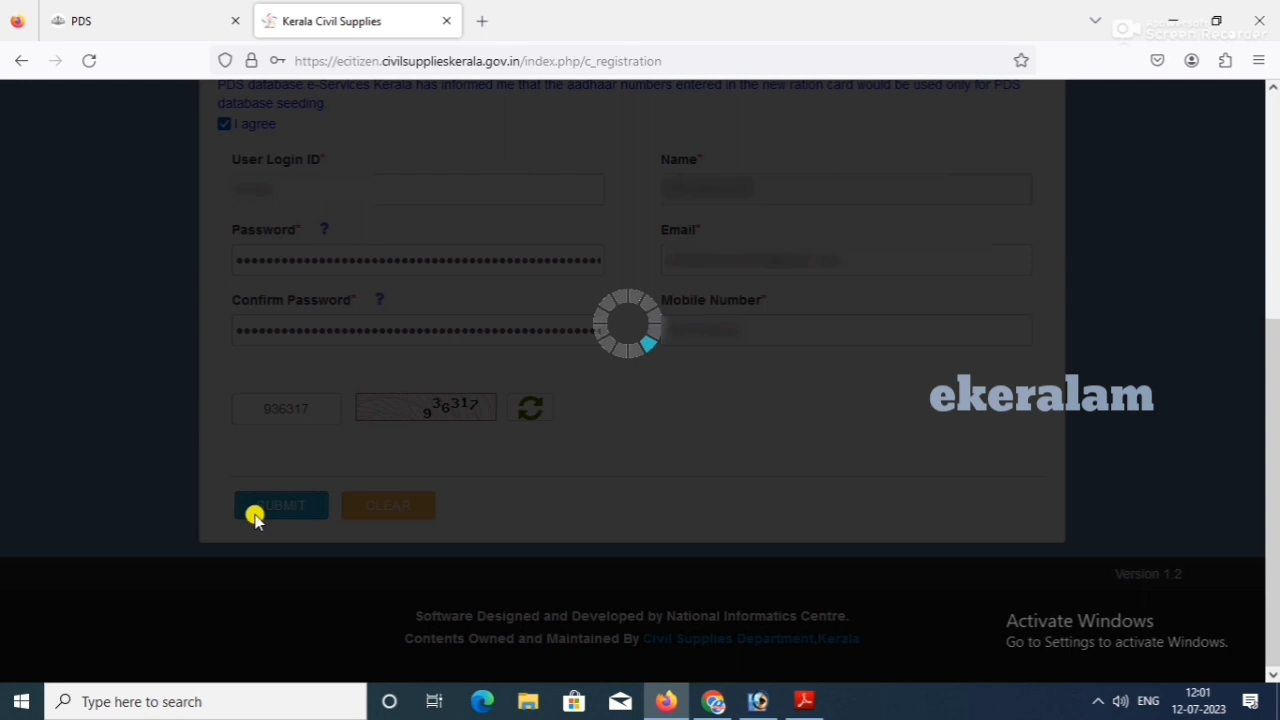 PDS
Kerala Civil Supplies
Screen Recorder
https://ecitizen.civilsupplieskerala.gov.in/index.php/c_registration
PDS database.e-Services Kerala has informed me that the aadhaar numbers entered in the new ration card would be used only for PDS
database seeding.
I agree
User Login ID*
Name*
Password* ?
Email*
Confirm Password* ?
Mobile Number*
ekeralam
936317
936317
SUBMIT
CLEAR
Version 1.2
Software Designed and Developed by National Informatics Centre.
Contents Owned and Maintained By Civil Supplies Department,Kerala
Activate Windows
Go to Settings to activate Windows.
Type here to search
ENG
12:01
12-07-2023